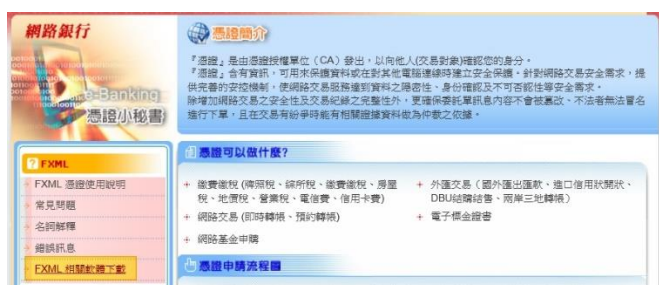 網路銀行
e-Banking
憑證小秘書
FXML
FXML 憑證使用說明
常見問題
名詞解釋
錯誤訊息
FXML 相關軟體下載
憑證簡介
『憑證』是由憑證授權單位（CA）發出，以向他人(交易對象)確認您的身分。
『憑證』含有資訊，可用來保護資料或在對其他電腦連線時建立安全保護。針對網路交易安全需求，提
供完善的安控機制，使網路交易服務達到資料之隱密性、身份確認及不可否認性等安全需求。
除增加網路交易之安全性及交易紀錄之完整性外，更確保委託單訊息內容不會被竄改、不法者無法冒名
進行下單，且在交易有紛爭時能有相關證據資料做為仲裁之依據。
憑證可以做什麼?
+ 繳費繳稅 (牌照稅、綜所稅、繳費繳稅、房屋
稅、地價稅、營業稅、電信費、信用卡費)
+ 網路交易 (即時轉帳、預約轉帳)
+ 網路基金申購
+ 外匯交易（國外匯出匯款、進口信用狀開狀、
DBU結購結售、兩岸三地轉帳）
+ 電子標金證書
憑證申請流程圖